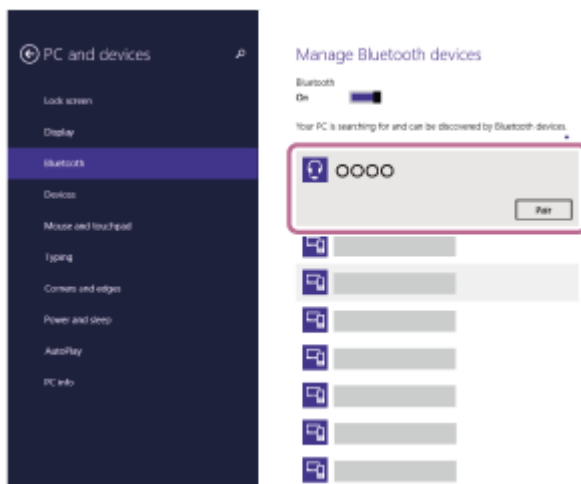 PC and devices
Lock screen
Display
Bluetooth
Devices
Mouse and touchpad
Typing
Corners and edges
Power and sleep
AutoPlay
PC info
Manage Bluetooth devices
Bluetooth
On
Your PC is searching for and can be discovered by Bluetooth devices.
OOOO
Pair